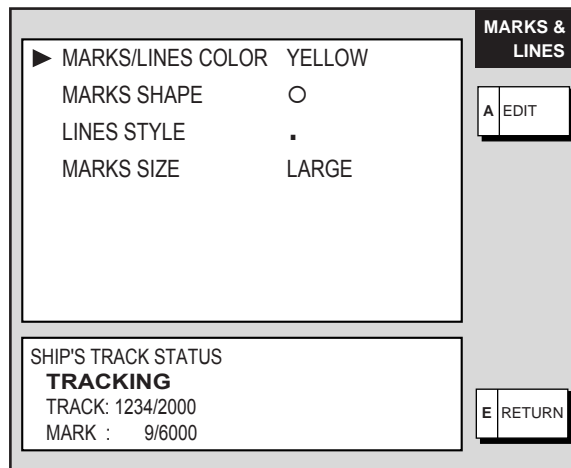 MARKS &
LINES
▶ MARKS/LINES COLOR YELLOW
MARKS SHAPE ○
LINES STYLE .
MARKS SIZE LARGE
A EDIT
SHIP'S TRACK STATUS
TRACKING
TRACK: 1234/2000
MARK : 9/6000
E RETURN